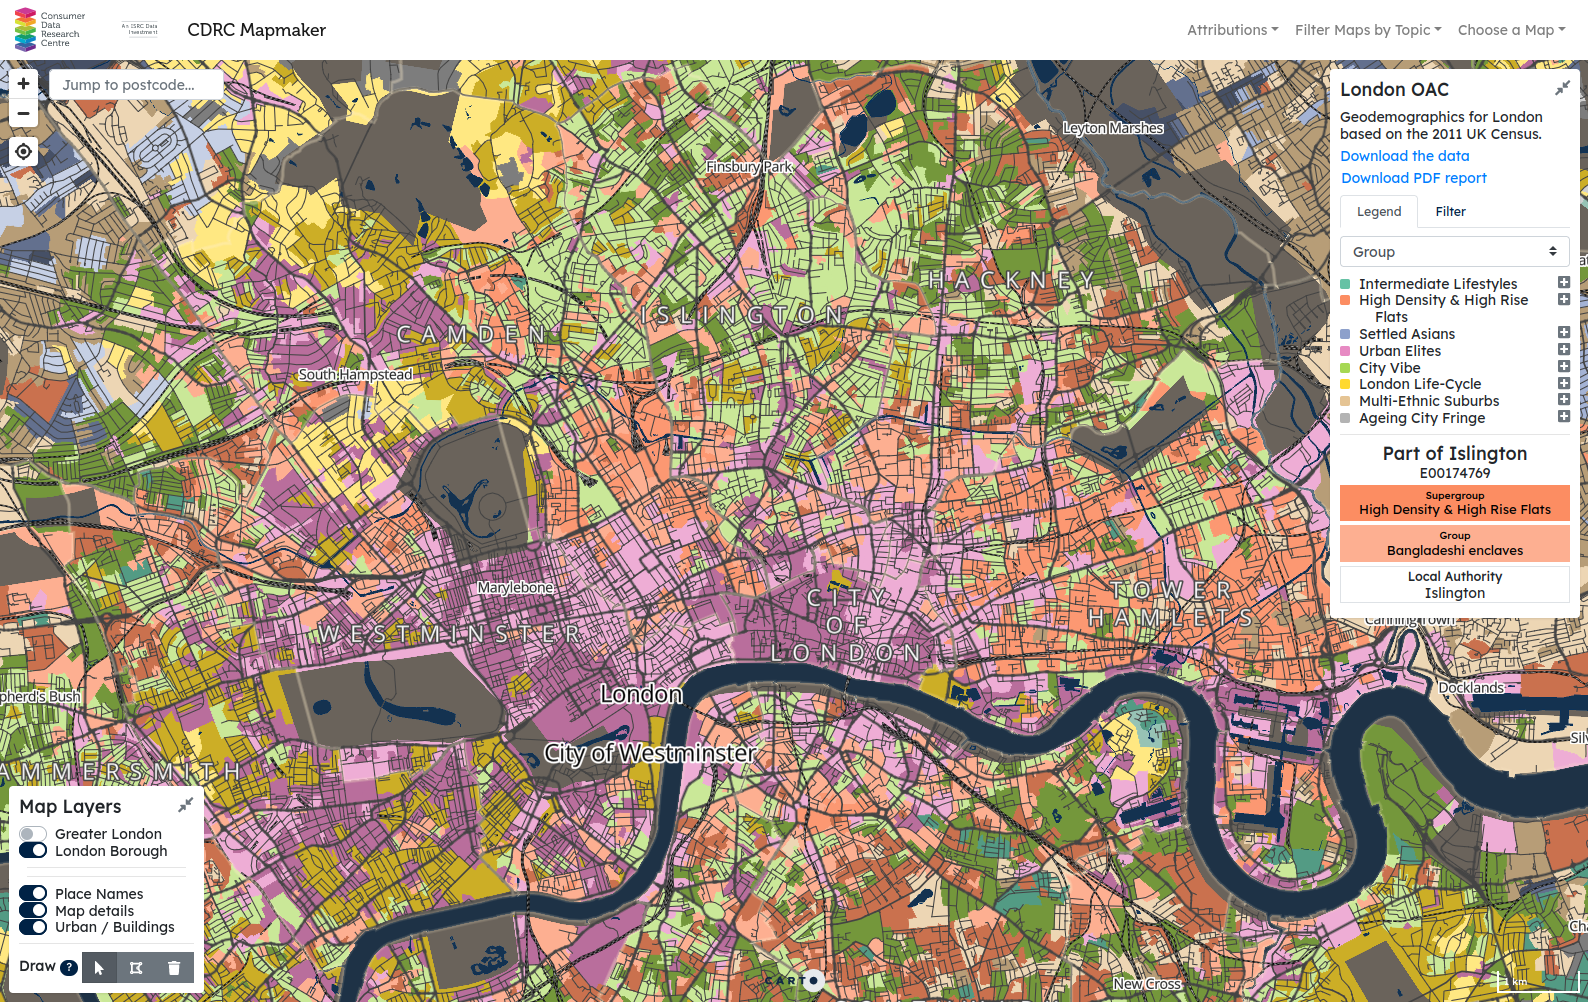 Consumer
Data
Research
Centre
An ESRC Data
Investment
CDRC Mapmaker
Attributions
Filter Maps by Topic
Choose a Map
+
−
Jump to postcode...
London OAC
Geodemographics for London
based on the 2011 UK Census.
Download the data
Download PDF report
Legend
Filter
Group
Intermediate Lifestyles
High Density & High Rise
Flats
Settled Asians
Urban Elites
City Vibe
London Life-Cycle
Multi-Ethnic Suburbs
Ageing City Fringe
Part of Islington
E00174769
Supergroup
High Density & High Rise Flats
Group
Bangladeshi enclaves
Local Authority
Islington
Leyton Marshes
Finsbury Park
HACKNEY
ISLINGTON
CAMDEN
South Hampstead
Marylebone
CITY
OF
LONDON
TOWER
HAMLETS
WESTMINSTER
Canning Town
London
Docklands
pherd's Bush
Silv
City of Westminster
AMMERSMITH
Map Layers
Greater London
London Borough
Place Names
Map details
Urban / Buildings
Draw ?
CARTO
New Cross
Cha
1 km